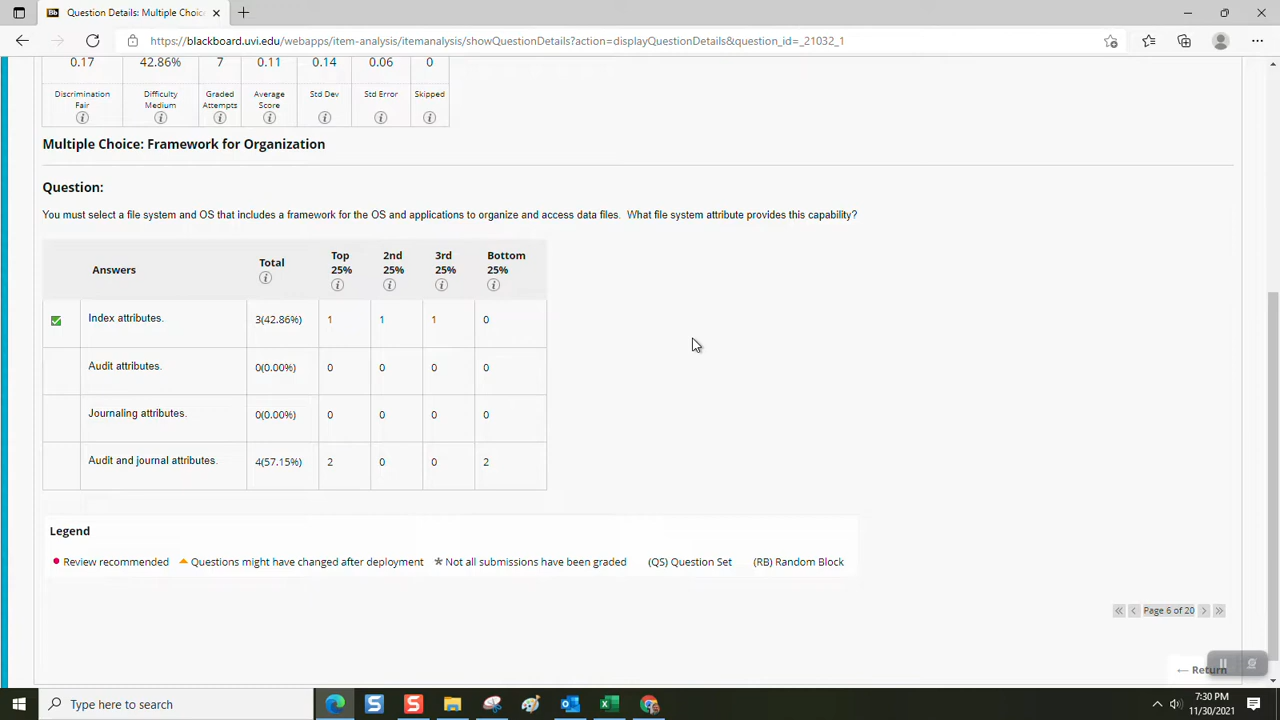 Bb Question Details: Multiple Choic
https://blackboard.uvi.edu/webapps/item-analysis/itemanalysis/showQuestionDetails?action=displayQuestionDetails&question_id=_21032_1
0.17 42.86% 7 0.11 0.14 0.06 0
Discrimination Difficulty Graded Average Std Dev Std Error Skipped
Fair Medium Attempts Score
Multiple Choice: Framework for Organization
Question:
You must select a file system and OS that includes a framework for the OS and applications to organize and access data files. What file system attribute provides this capability?
Answers Total Top 25% 2nd 25% 3rd 25% Bottom 25%
Index attributes. 3(42.86%) 1 1 1 0
Audit attributes. 0(0.00%) 0 0 0 0
Journaling attributes. 0(0.00%) 0 0 0 0
Audit and journal attributes. 4(57.15%) 2 0 0 2
Legend
Review recommended Questions might have changed after deployment Not all submissions have been graded (QS) Question Set (RB) Random Block
Page 6 of 20
Return
Type here to search
7:30 PM
11/30/2021